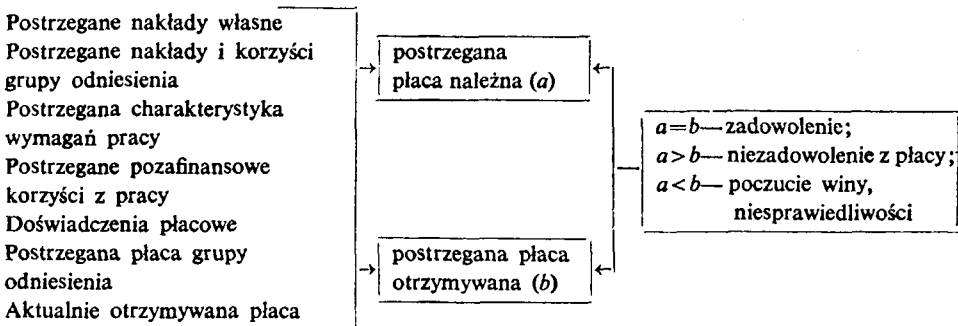 Postrzegane nakłady własne
Postrzegane nakłady i korzyści
grupy odniesienia
Postrzegana charakterystyka
wymagań pracy
Postrzegane pozafinansowe
korzyści z pracy
Doświadczenia płacowe
Postrzegana płaca grupy
odniesienia
Aktualnie otrzymywana płaca
postrzegana
płaca należna (a)
postrzegana płaca
otrzymywana (b)
a=b— zadowolenie;
a>b— niezadowolenie z płacy;
a<b— poczucie winy,
niesprawiedliwości